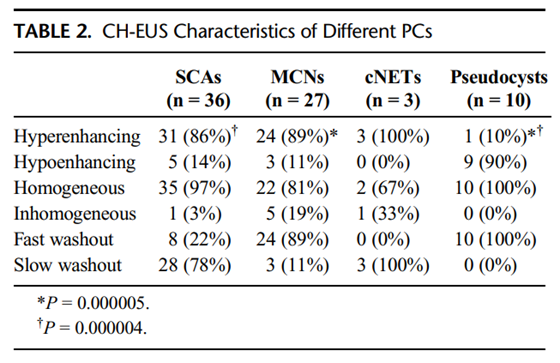 TABLE 2. CH-EUS Characteristics of Different PCs
SCAs MCNs cNETs Pseudocysts
(n = 36) (n = 27) (n = 3) (n = 10)
Hyperenhancing 31 (86%)† 24 (89%)* 3 (100%) 1 (10%)*†
Hypoenhancing 5 (14%) 3 (11%) 0 (0%) 9 (90%)
Homogeneous 35 (97%) 22 (81%) 2 (67%) 10 (100%)
Inhomogeneous 1 (3%) 5 (19%) 1 (33%) 0 (0%)
Fast washout 8 (22%) 24 (89%) 0 (0%) 10 (100%)
Slow washout 28 (78%) 3 (11%) 3 (100%) 0 (0%)
*P = 0.000005.
†P = 0.000004.